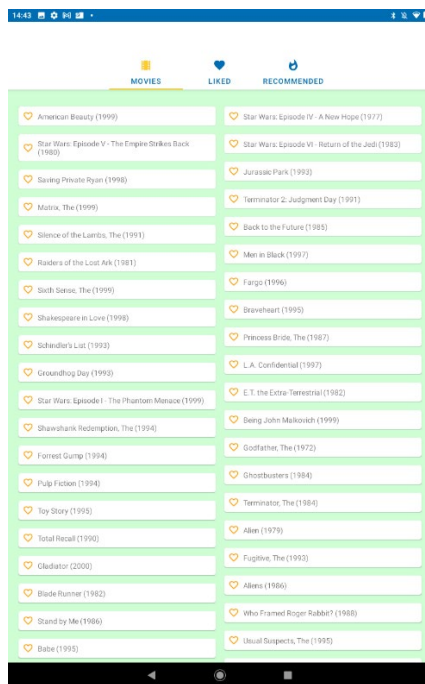 14:43
MOVIES
LIKED
RECOMMENDED
American Beauty (1999)
Star Wars: Episode V - The Empire Strikes Back
(1980)
Saving Private Ryan (1998)
Matrix, The (1999)
Silence of the Lambs, The (1991)
Raiders of the Lost Ark (1981)
Sixth Sense, The (1999)
Shakespeare in Love (1998)
Schindler's List (1993)
Groundhog Day (1993)
Star Wars: Episode I - The Phantom Menace (1999)
Shawshank Redemption, The (1994)
Forrest Gump (1994)
Pulp Fiction (1994)
Toy Story (1995)
Total Recall (1990)
Gladiator (2000)
Blade Runner (1982)
Stand by Me (1986)
Babe (1995)
Star Wars: Episode IV - A New Hope (1977)
Star Wars: Episode VI - Return of the Jedi (1983)
Jurassic Park (1993)
Terminator 2: Judgment Day (1991)
Back to the Future (1985)
Men in Black (1997)
Fargo (1996)
Braveheart (1995)
Princess Bride, The (1987)
L.A. Confidential (1997)
E.T. the Extra-Terrestrial (1982)
Being John Malkovich (1999)
Godfather, The (1972)
Ghostbusters (1984)
Terminator, The (1984)
Alien (1979)
Fugitive, The (1993)
Aliens (1986)
Who Framed Roger Rabbit? (1988)
Usual Suspects, The (1995)